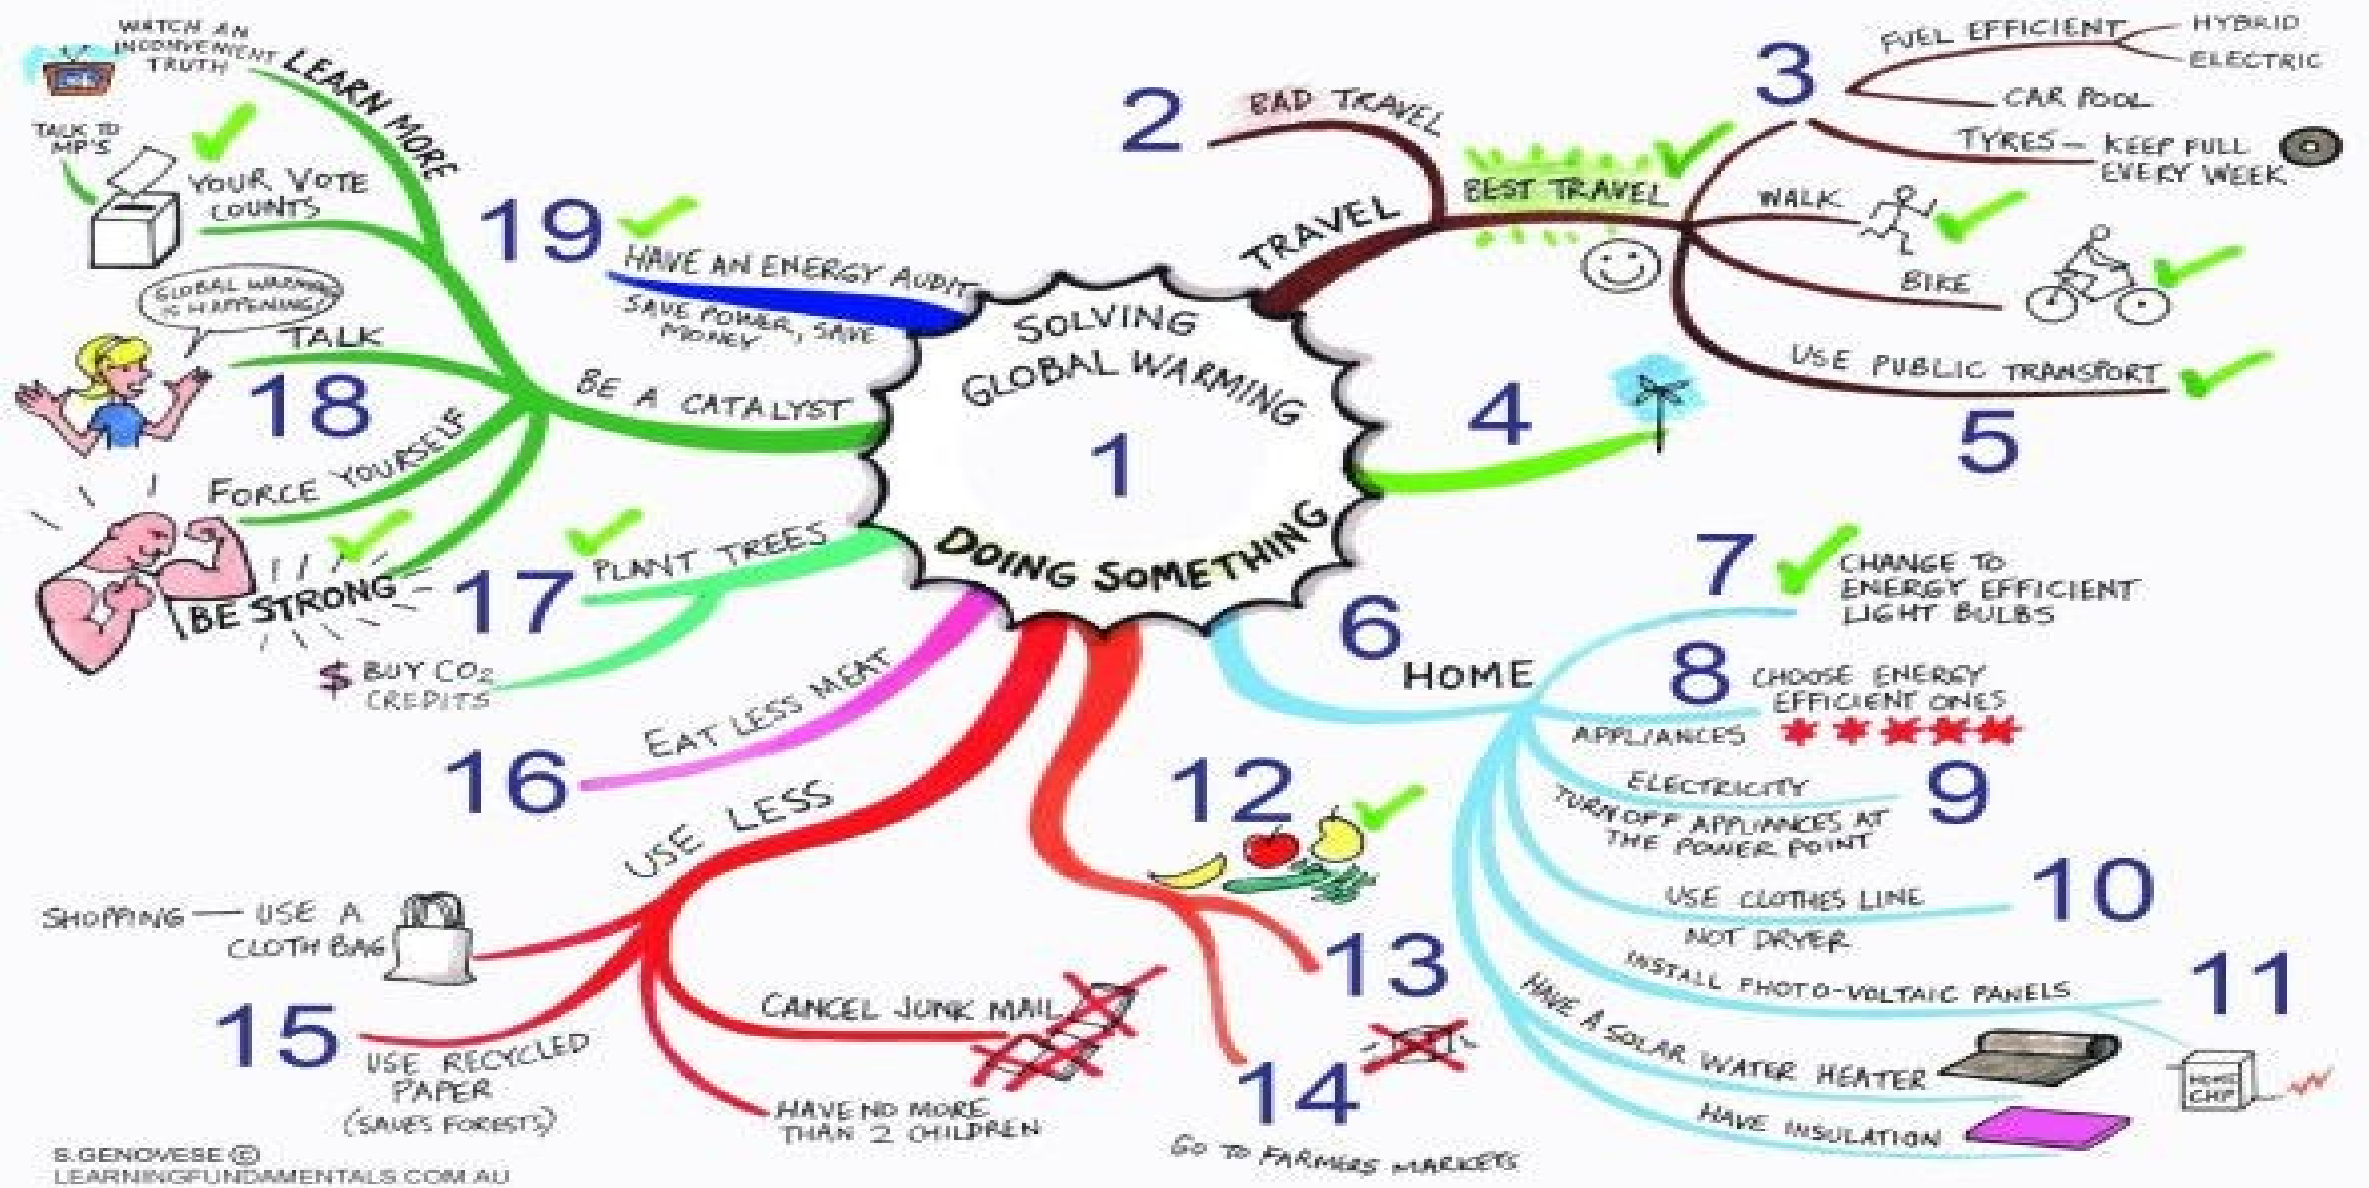 WATCH AN
INCONVENIENT
TRUTH
LEARN MORE
TALK TO
MP'S
YOUR VOTE
COUNTS
GLOBAL WARMING
IS HAPPENING!
TALK
18
FORCE YOURSELF
BE STRONG
BE A CATALYST
19
HAVE AN ENERGY AUDIT
SAVE POWER, SAVE
MONEY
SOLVING
GLOBAL WARMING
1
DOING SOMETHING
TRAVEL
2
BAD TRAVEL
BEST TRAVEL
3
FUEL EFFICIENT
HYBRID
ELECTRIC
CAR POOL
TYRES — KEEP FULL
EVERY WEEK
WALK
BIKE
USE PUBLIC TRANSPORT
5
4
6
HOME
7
CHANGE TO
ENERGY EFFICIENT
LIGHT BULBS
8
CHOOSE ENERGY
EFFICIENT ONES
APPLIANCES
ELECTRICITY
9
TURN OFF APPLIANCES AT
THE POWER POINT
USE CLOTHES LINE
10
NOT DRYER
INSTALL PHOTO-VOLTAIC PANELS
11
HAVE A SOLAR WATER HEATER
HOME
CHP
HAVE INSULATION
12
13
14
GO TO FARMERS MARKETS
USE LESS
SHOPPING — USE A
CLOTH BAG
15
USE RECYCLED
PAPER
(SAVES FORESTS)
CANCEL JUNK MAIL
HAVE NO MORE
THAN 2 CHILDREN
16
EAT LESS MEAT
17
PLANT TREES
$ BUY CO2
CREDITS
S.GENOVESE ©
LEARNINGFUNDAMENTALS.COM.AU